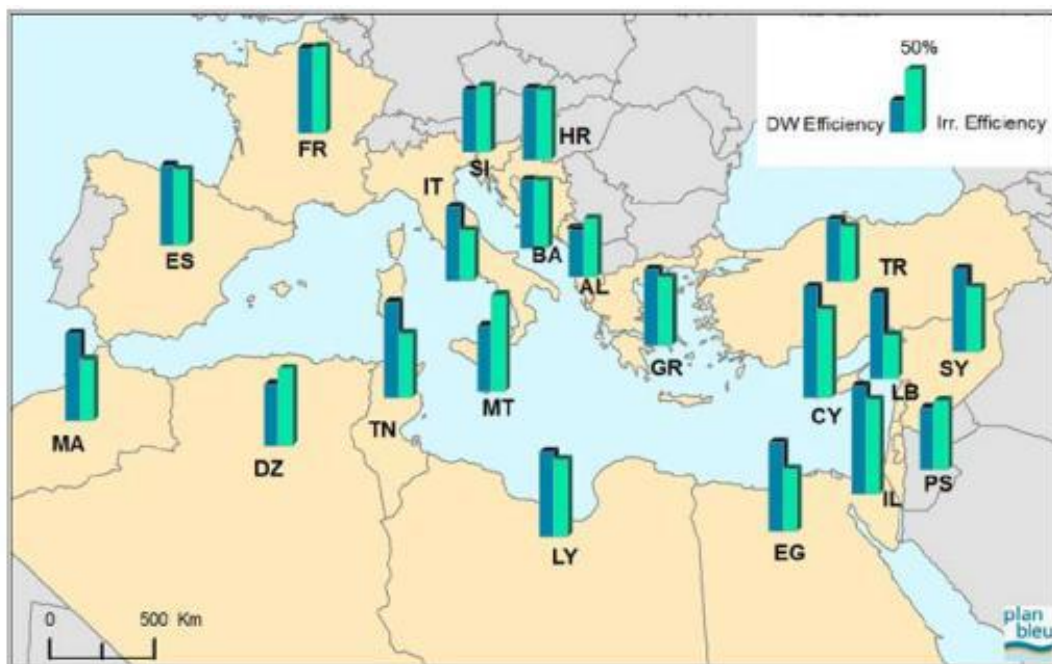 50%
DW Efficiency Irr. Efficiency
FR
SI
HR
IT
ES
BA
AL
TR
GR
SY
MA
DZ
TN
MT
CY
LB
IL
PS
LY
EG
0 500 Km
plan
bleu